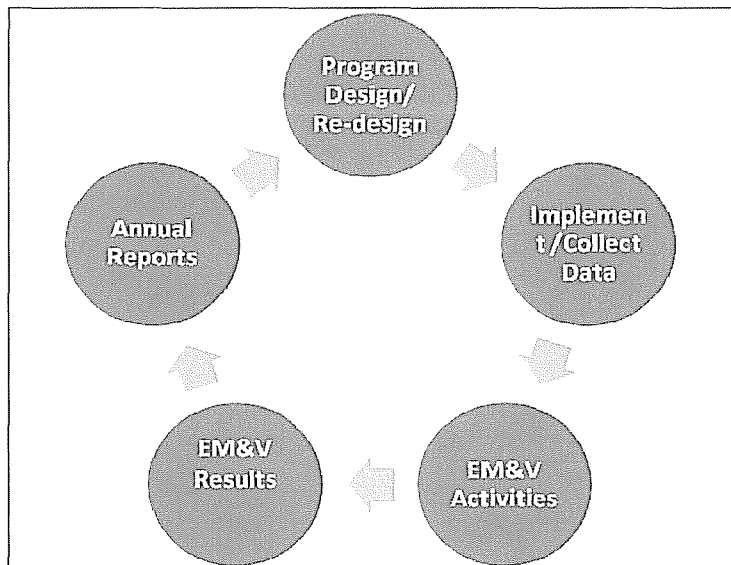 Program
Design/
Re-design
Implemen
t/Collect
Data
EM&V
Activities
EM&V
Results
Annual
Reports